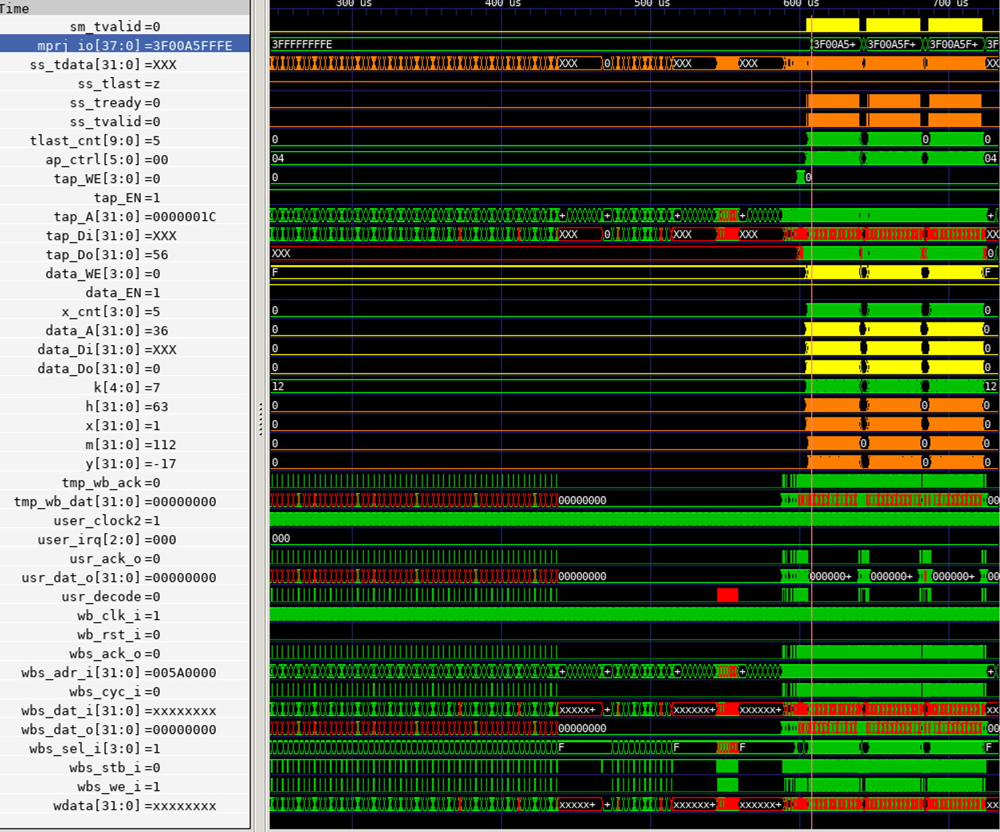 Time
300 us 400 us 500 us 600 us 700 us
sm_tvalid =0
mprj io[37:0] =3F00A5FFFE 3FFFFFFFFE 3F00A5+ 3F00A5F+ 3F00A5F+ 3F
ss_tdata[31:0] =XXX XXX 0 XXX XXX XX
ss_tlast =z
ss_tready =0
ss_tvalid =0
tlast_cnt[9:0] =5 0 0 0
ap_ctrl[5:0] =00 04 04
tap_WE[3:0] =0 0 0
tap_EN =1
tap_A[31:0] =0000001C + + + + +
tap_Di[31:0] =XXX XXX 0 XXX XXX XX
tap_Do[31:0] =56 XXX 0
data_WE[3:0] =0 F F
data_EN =1
x_cnt[3:0] =5 0 0
data_A[31:0] =36 0 0
data_Di[31:0] =XXX 0 0
data_Do[31:0] =0 0 0
k[4:0] =7 12 12
h[31:0] =63 0 0 0
x[31:0] =1 0 0
m[31:0] =112 0 0 0 0
y[31:0] =-17 0 0 0
tmp_wb_ack =0
tmp_wb_dat[31:0] =00000000 00000000 00
user_clock2 =1
user_irq[2:0] =000 000
usr_ack_o =0
usr_dat_o[31:0] =00000000 00000000 000000+ 000000+ 000000+ 00
usr_decode =0
wb_clk_i =1
wb_rst_i =0
wbs_ack_o =0
wbs_adr_i[31:0] =005A0000 + + + + +
wbs_cyc_i =0
wbs_dat_i[31:0] =xxxxxxxx xxxxx+ + xxxxxx+ xxxxxx+ xx
wbs_dat_o[31:0] =00000000 00000000 00
wbs_sel_i[3:0] =1 F F F F
wbs_stb_i =0
wbs_we_i =1
wdata[31:0] =xxxxxxxx xxxxx+ + xxxxxx+ xxxxxx+ xx